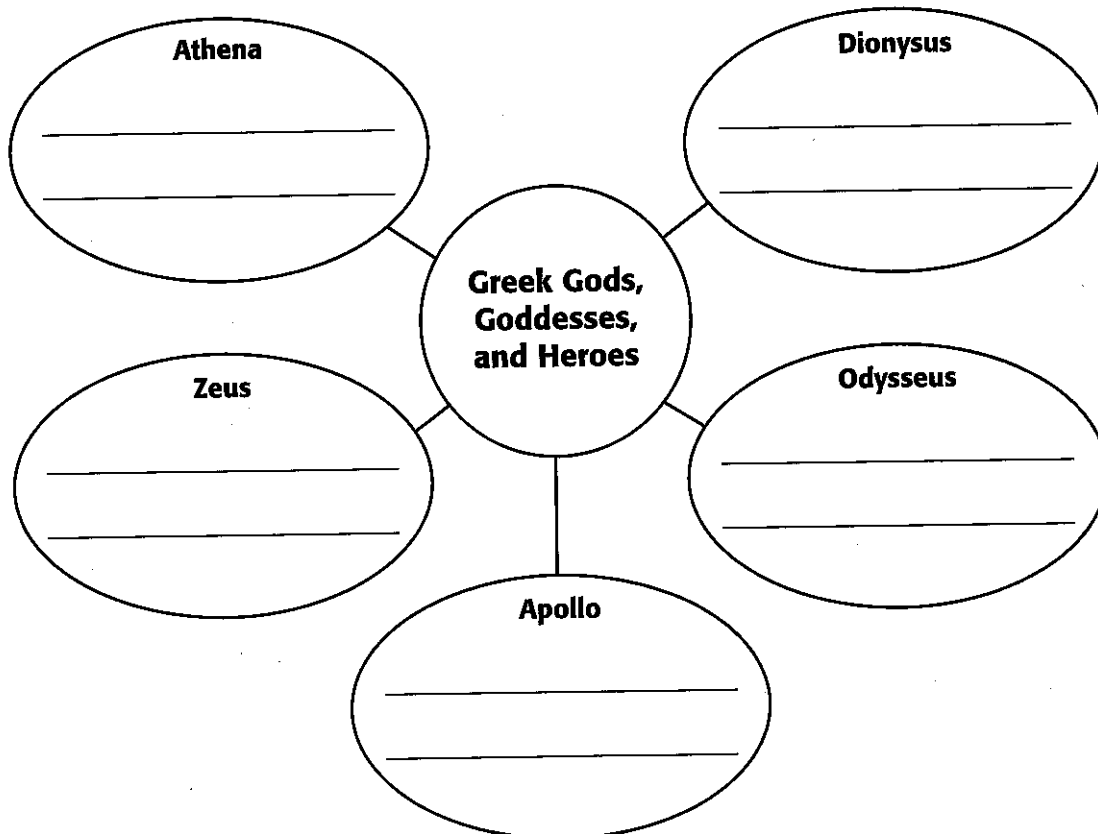 Athena
Dionysus
Greek Gods,
Goddesses,
and Heroes
Zeus
Odysseus
Apollo